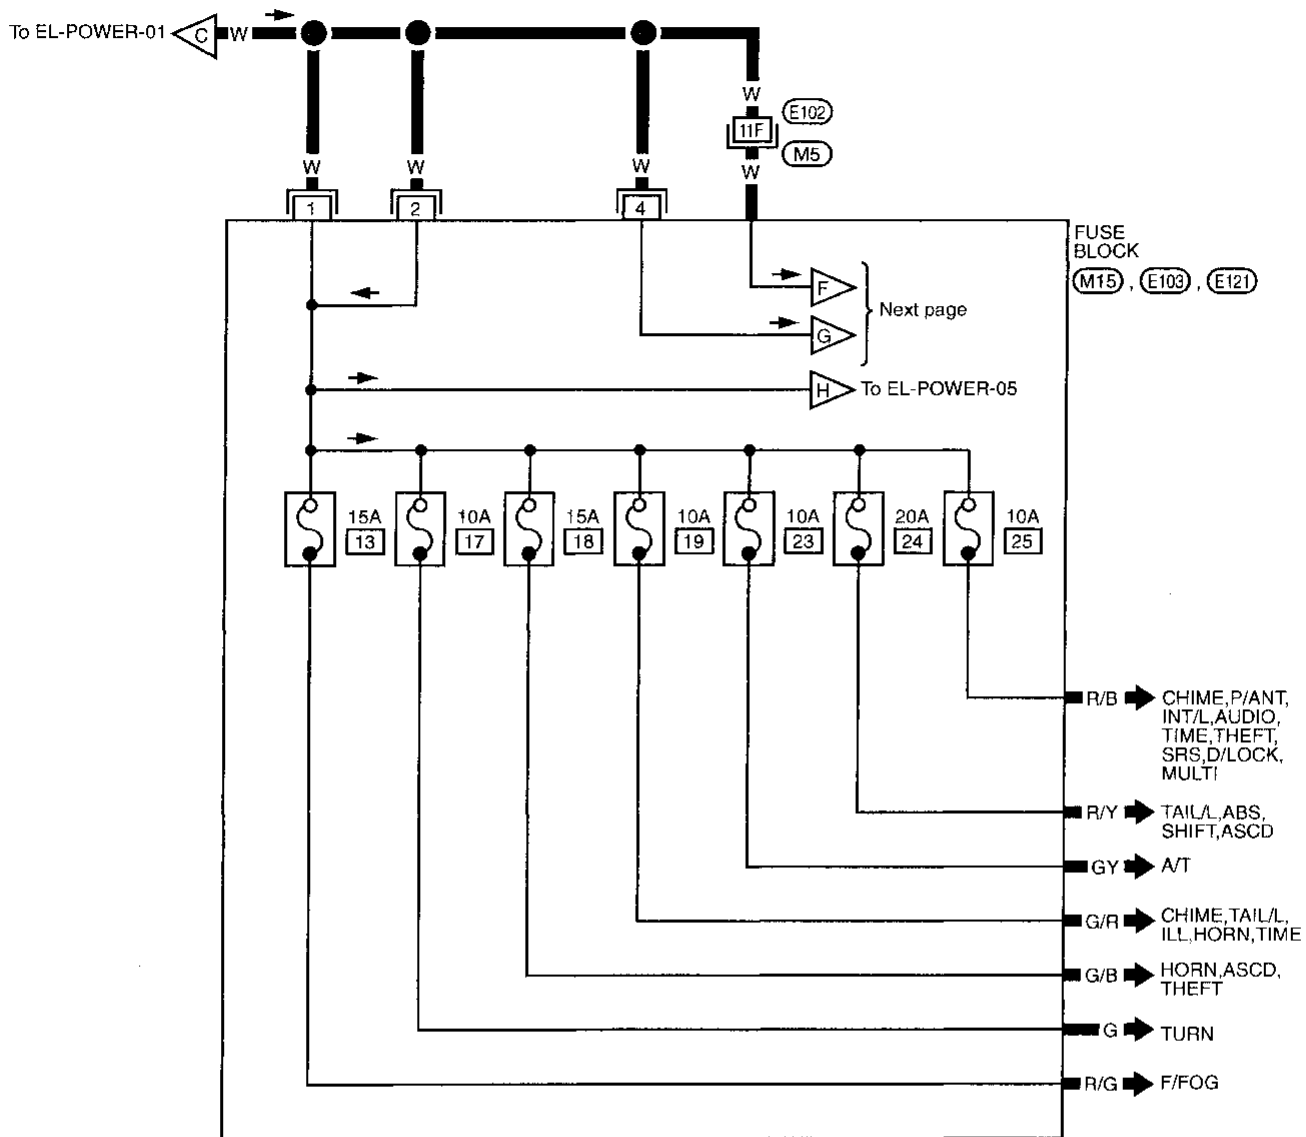 To EL-POWER-01
C
W
W
E102
11F
M5
W
W
W
W
1
2
4
FUSE
BLOCK
M15 , E103 , E121
F
Next page
G
H
To EL-POWER-05
15A
13
10A
17
15A
18
10A
19
10A
23
20A
24
10A
25
R/B
CHIME,P/ANT,
INT/L,AUDIO,
TIME,THEFT,
SRS,D/LOCK,
MULTI
R/Y
TAIL/L,ABS,
SHIFT,ASCD
GY
A/T
G/R
CHIME,TAIL/L,
ILL,HORN,TIME
G/B
HORN,ASCD,
THEFT
G
TURN
R/G
F/FOG